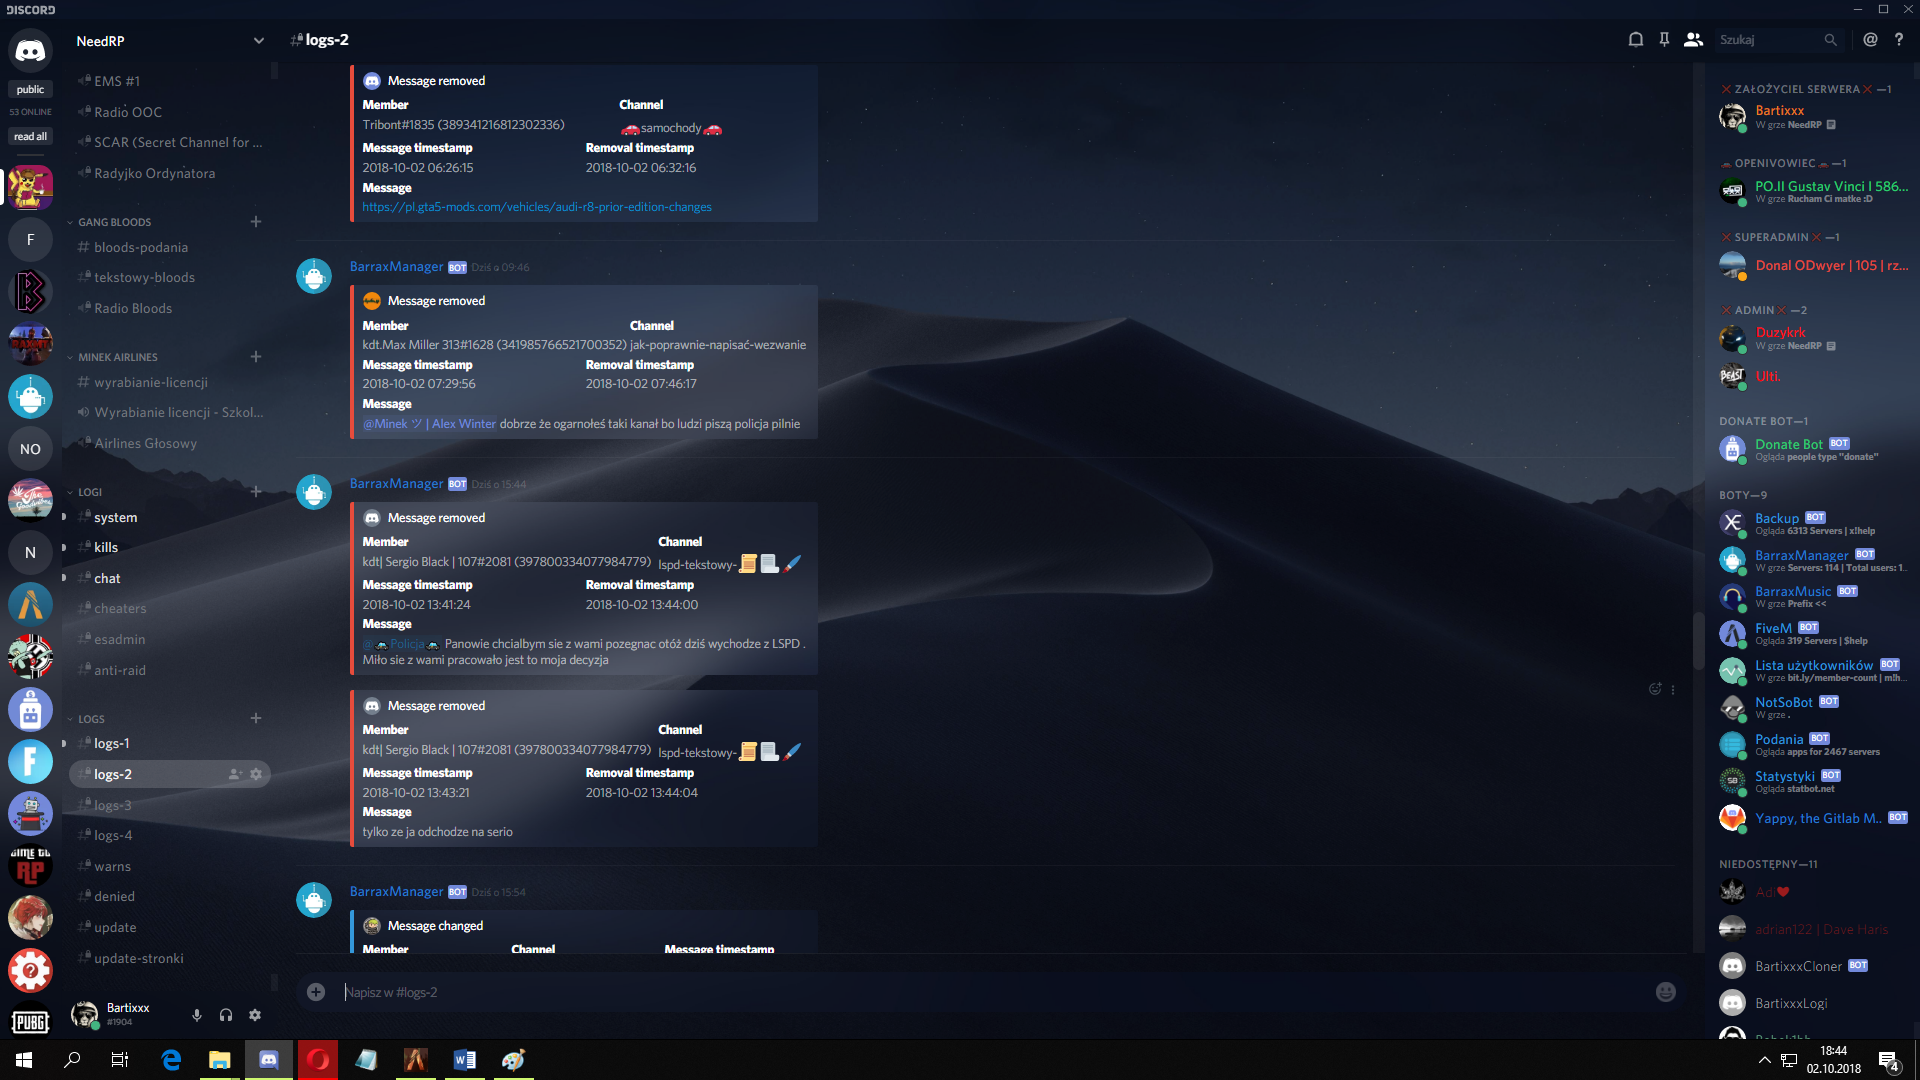 DISCORD
public
53 ONLINE
read all
F
NO
N
PUBG
NeedRP
EMS #1
Radio OOC
SCAR (Secret Channel for ...
Radyjko Ordynatora
GANG BLOODS
bloods-podania
tekstowy-bloods
Radio Bloods
MINEK AIRLINES
wyrabianie-licencji
Wyrabianie licencji - Szkol...
Airlines Głosowy
LOGI
system
kills
chat
cheaters
esadmin
anti-raid
LOGS
logs-1
logs-2
logs-3
logs-4
warns
denied
update
update-stronki
Bartixxx
#1904
logs-2
Szukaj
Message removed
Member Channel
Tribont#1835 (389341216812302336) 🚗samochody🚗
Message timestamp Removal timestamp
2018-10-02 06:26:15 2018-10-02 06:32:16
Message
https://pl.gta5-mods.com/vehicles/audi-r8-prior-edition-changes
BarraxManager BOT Dziś o 09:46
Message removed
Member Channel
kdt.Max Miller 313#1628 (341985766521700352) jak-poprawnie-napisać-wezwanie
Message timestamp Removal timestamp
2018-10-02 07:29:56 2018-10-02 07:46:17
Message
@Minek ツ | Alex Winter dobrze że ogarnołeś taki kanał bo ludzi piszą policja pilnie
BarraxManager BOT Dziś o 15:44
Message removed
Member Channel
kdt| Sergio Black | 107#2081 (397800334077984779) lspd-tekstowy-📜📃🖌
Message timestamp Removal timestamp
2018-10-02 13:41:24 2018-10-02 13:44:00
Message
@🚓Policja🚓 Panowie chcialbym sie z wami pozegnac otóż dziś wychodze z LSPD .
Miło sie z wami pracowało jest to moja decyzja
Message removed
Member Channel
kdt| Sergio Black | 107#2081 (397800334077984779) lspd-tekstowy-📜📃🖌
Message timestamp Removal timestamp
2018-10-02 13:43:21 2018-10-02 13:44:04
Message
tylko ze ja odchodze na serio
BarraxManager BOT Dziś o 15:54
Message changed
Member Channel Message timestamp
Napisz w #logs-2
❌ZAŁOŻYCIEL SERWERA❌—1
Bartixxx
W grze NeedRP
OPENIVOWIEC —1
PO.II Gustav Vinci I 586...
W grze Rucham Ci matke :D
❌SUPERADMIN❌—1
Donal ODwyer | 105 | rz...
❌ADMIN❌—2
Duzykrk
W grze NeedRP
Ulti.
DONATE BOT—1
Donate Bot BOT
Ogląda people type "donate"
BOTY—9
Backup BOT
Ogląda 6313 Servers | x!help
BarraxManager BOT
W grze Servers: 114 | Total users: 1...
BarraxMusic BOT
W grze Prefix <<
FiveM BOT
Ogląda 319 Servers | $help
Lista użytkowników BOT
W grze bit.ly/member-count | m!h...
NotSoBot BOT
W grze .
Podania BOT
Ogląda apps for 2467 servers
Statystyki BOT
Ogląda statbot.net
Yappy, the Gitlab M... BOT
NIEDOSTĘPNY—11
Adi❤
adrian122 | Dave Haris
BartixxxCloner BOT
BartixxxLogi
18:44
02.10.2018
4